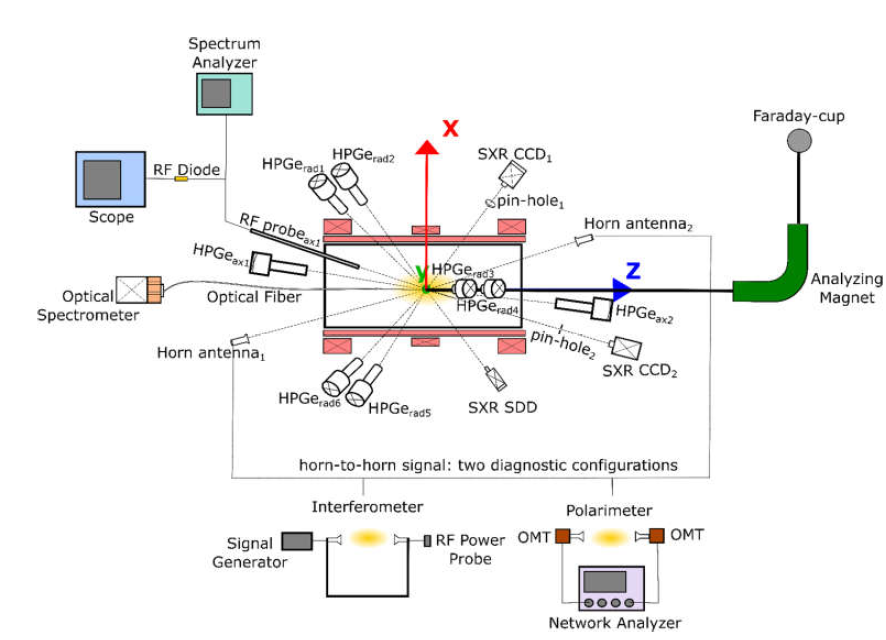 Spectrum
Analyzer
Faraday-cup
X
HPGe_rad1
HPGe_rad2
SXR CCD_1
RF Diode
pin-hole_1
Scope
RF probe_ax1
Horn antenna_2
HPGe_ax1
y
HPGe_rad3
Z
Optical
Spectrometer
Optical Fiber
HPGe_rad4
HPGe_ax2
Analyzing
Magnet
pin-hole_2
Horn antenna_1
SXR CCD_2
HPGe_rad6
HPGe_rad5
SXR SDD
horn-to-horn signal: two diagnostic configurations
Interferometer
Polarimeter
Signal
Generator
RF Power
Probe
OMT
OMT
Network Analyzer